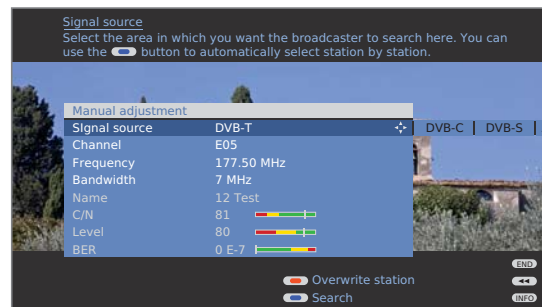 Signal source
Select the area in which you want the broadcaster to search here. You can
use the button to automatically select station by station.
Manual adjustment
SIgnal source DVB-T DVB-C DVB-S
Channel E05
Frequency 177.50 MHz
Bandwidth 7 MHz
Name 12 Test
C/N 81
Level 80
BER 0 E-7
END
Overwrite station
Search INFO